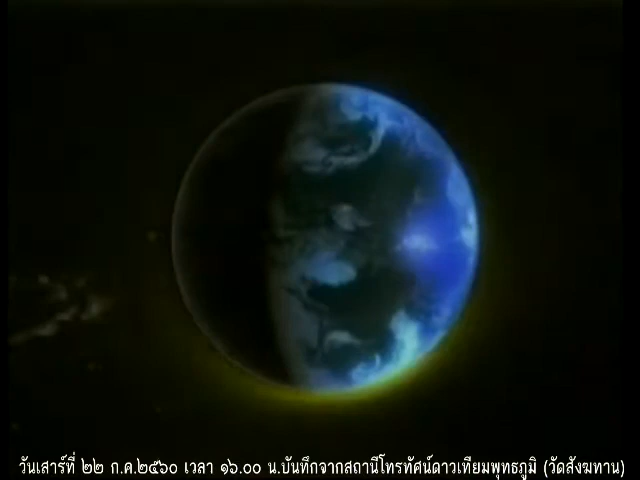 วันเสาร์ที่ ๒๒ ก.ค.๒๕๖๐ เวลา ๑๖.๐๐ น.บันทึกจากสถานีโทรทัศน์ดาวเทียมพุทธภูมิ (วัดสังฆทาน)